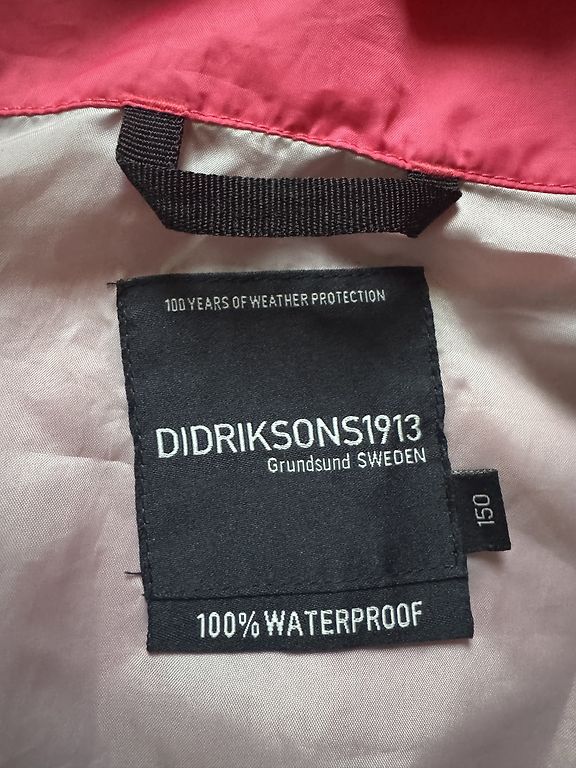 100 YEARS OF WEATHER PROTECTION
DIDRIKSONS1913
Grundsund SWEDEN
150
100% WATERPROOF